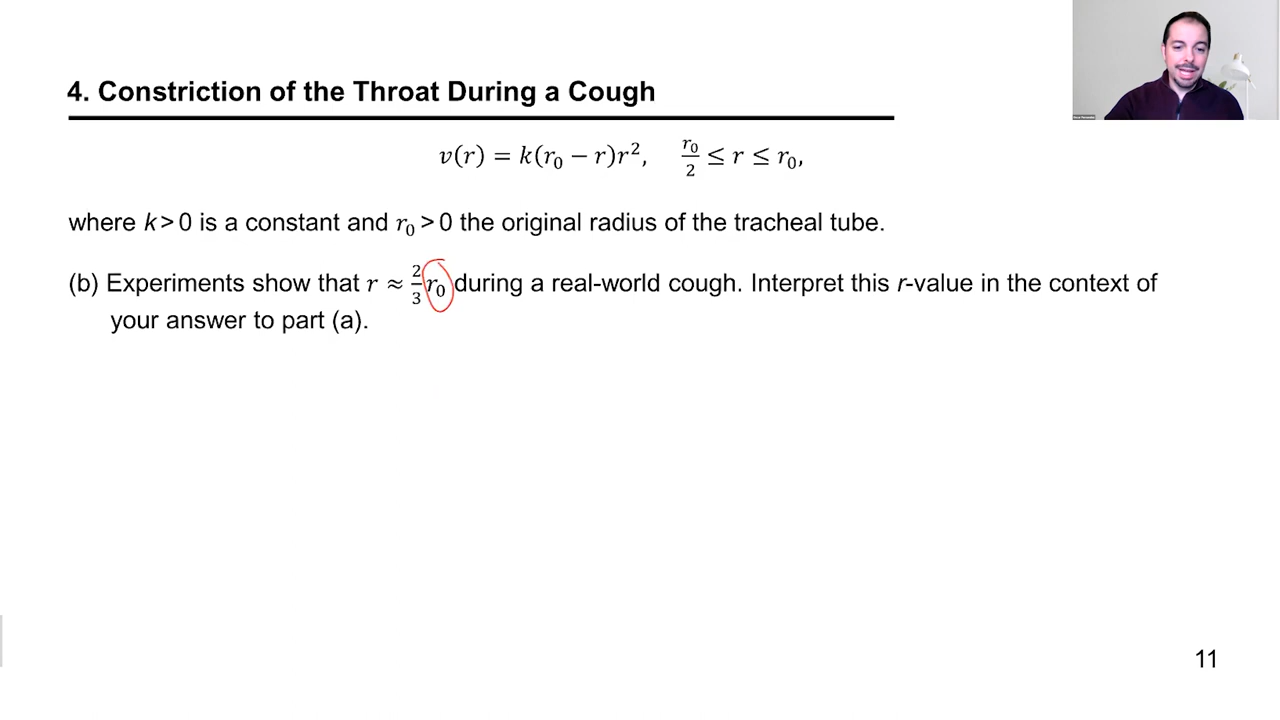 4. Constriction of the Throat During a Cough
v(r) = k(r₀ − r)r², r₀/2 ≤ r ≤ r₀,
where k > 0 is a constant and r₀ > 0 the original radius of the tracheal tube.
(b) Experiments show that r ≈ 2/3 r₀ during a real-world cough. Interpret this r-value in the context of
your answer to part (a).
11